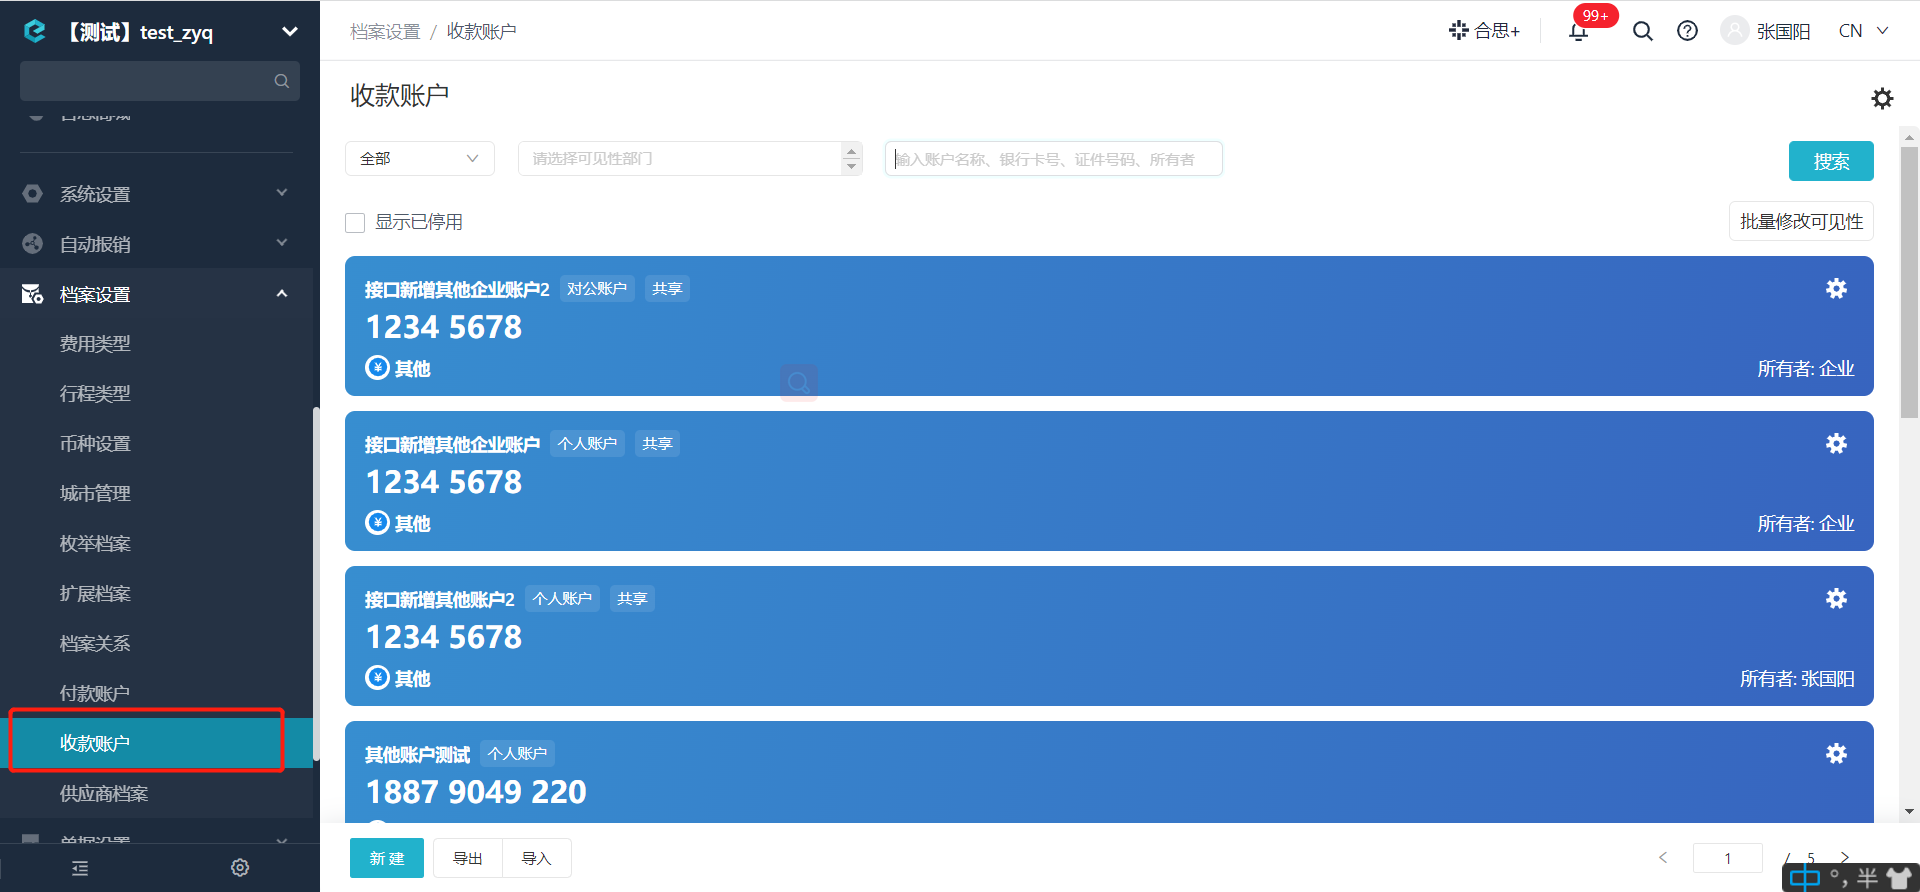 【测试】test_zyq
系统设置
自动报销
档案设置
费用类型
行程类型
币种设置
城市管理
枚举档案
扩展档案
档案关系
付款账户
收款账户
供应商档案
档案设置 / 收款账户
合思+
99+
张国阳
CN
收款账户
全部
请选择可见性部门
输入账户名称、银行卡号、证件号码、所有者
搜索
显示已停用
批量修改可见性
接口新增其他企业账户2 对公账户 共享
1234 5678
其他
所有者: 企业
接口新增其他企业账户 个人账户 共享
1234 5678
其他
所有者: 企业
接口新增其他账户2 个人账户 共享
1234 5678
其他
所有者: 张国阳
其他账户测试 个人账户
1887 9049 220
新 建
导出
导入
1 / 5
中 °, 半